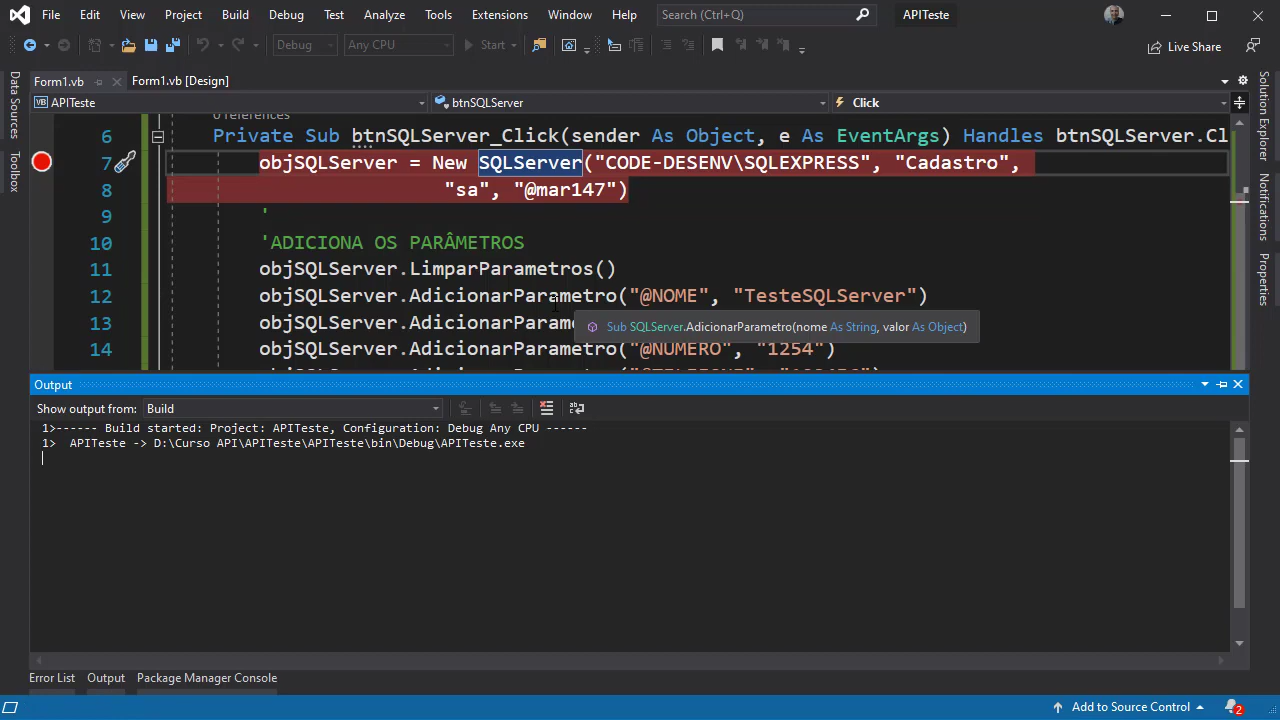 File Edit View Project Build Debug Test Analyze Tools Extensions Window Help Search (Ctrl+Q) APITeste
Debug Any CPU Start Live Share
Form1.vb Form1.vb [Design]
APITeste btnSQLServer Click
0 references
6 Private Sub btnSQLServer_Click(sender As Object, e As EventArgs) Handles btnSQLServer.Cl
7 objSQLServer = New SQLServer("CODE-DESENV\SQLEXPRESS", "Cadastro",
8 "sa", "@mar147")
9 '
10 'ADICIONA OS PARÂMETROS
11 objSQLServer.LimparParametros()
12 objSQLServer.AdicionarParametro("@NOME", "TesteSQLServer")
13 objSQLServer.AdicionarParame
Sub SQLServer.AdicionarParametro(nome As String, valor As Object)
14 objSQLServer.AdicionarParametro("@NUMERO", "1254")
Output
Show output from: Build
1>------ Build started: Project: APITeste, Configuration: Debug Any CPU ------
1> APITeste -> D:\Curso API\APITeste\APITeste\bin\Debug\APITeste.exe
Error List Output Package Manager Console
Add to Source Control 2
Data Sources
Toolbox
Solution Explorer
Notifications
Properties